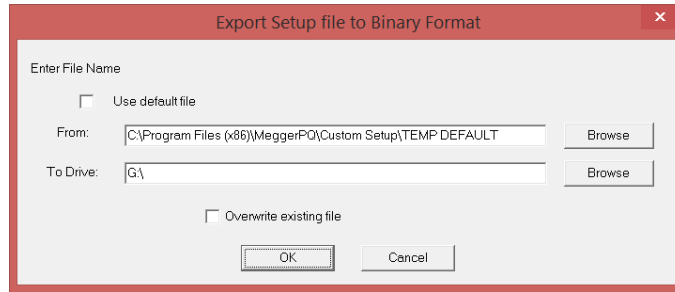 Export Setup file to Binary Format
x
Enter File Name
Use default file
From: C:\Program Files (x86)\MeggerPQ\Custom Setup\TEMP DEFAULT Browse
To Drive: G:\ Browse
Overwrite existing file
OK Cancel